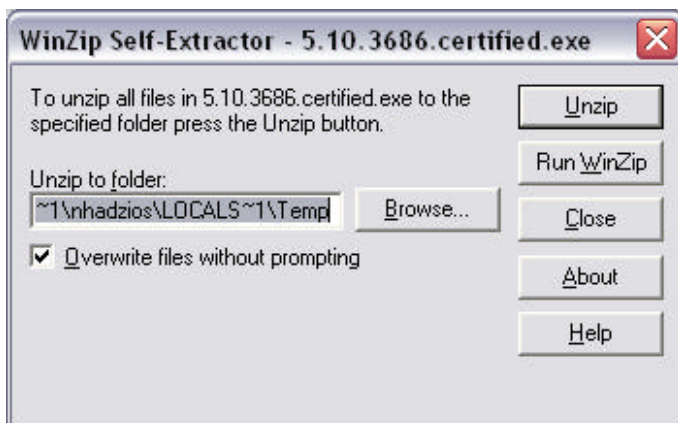 WinZip Self-Extractor - 5.10.3686.certified.exe
To unzip all files in 5.10.3686.certified.exe to the
specified folder press the Unzip button.
Unzip to folder:
~1\nhadzios\LOCALS~1\Temp
Browse...
Overwrite files without prompting
Unzip
Run WinZip
Close
About
Help